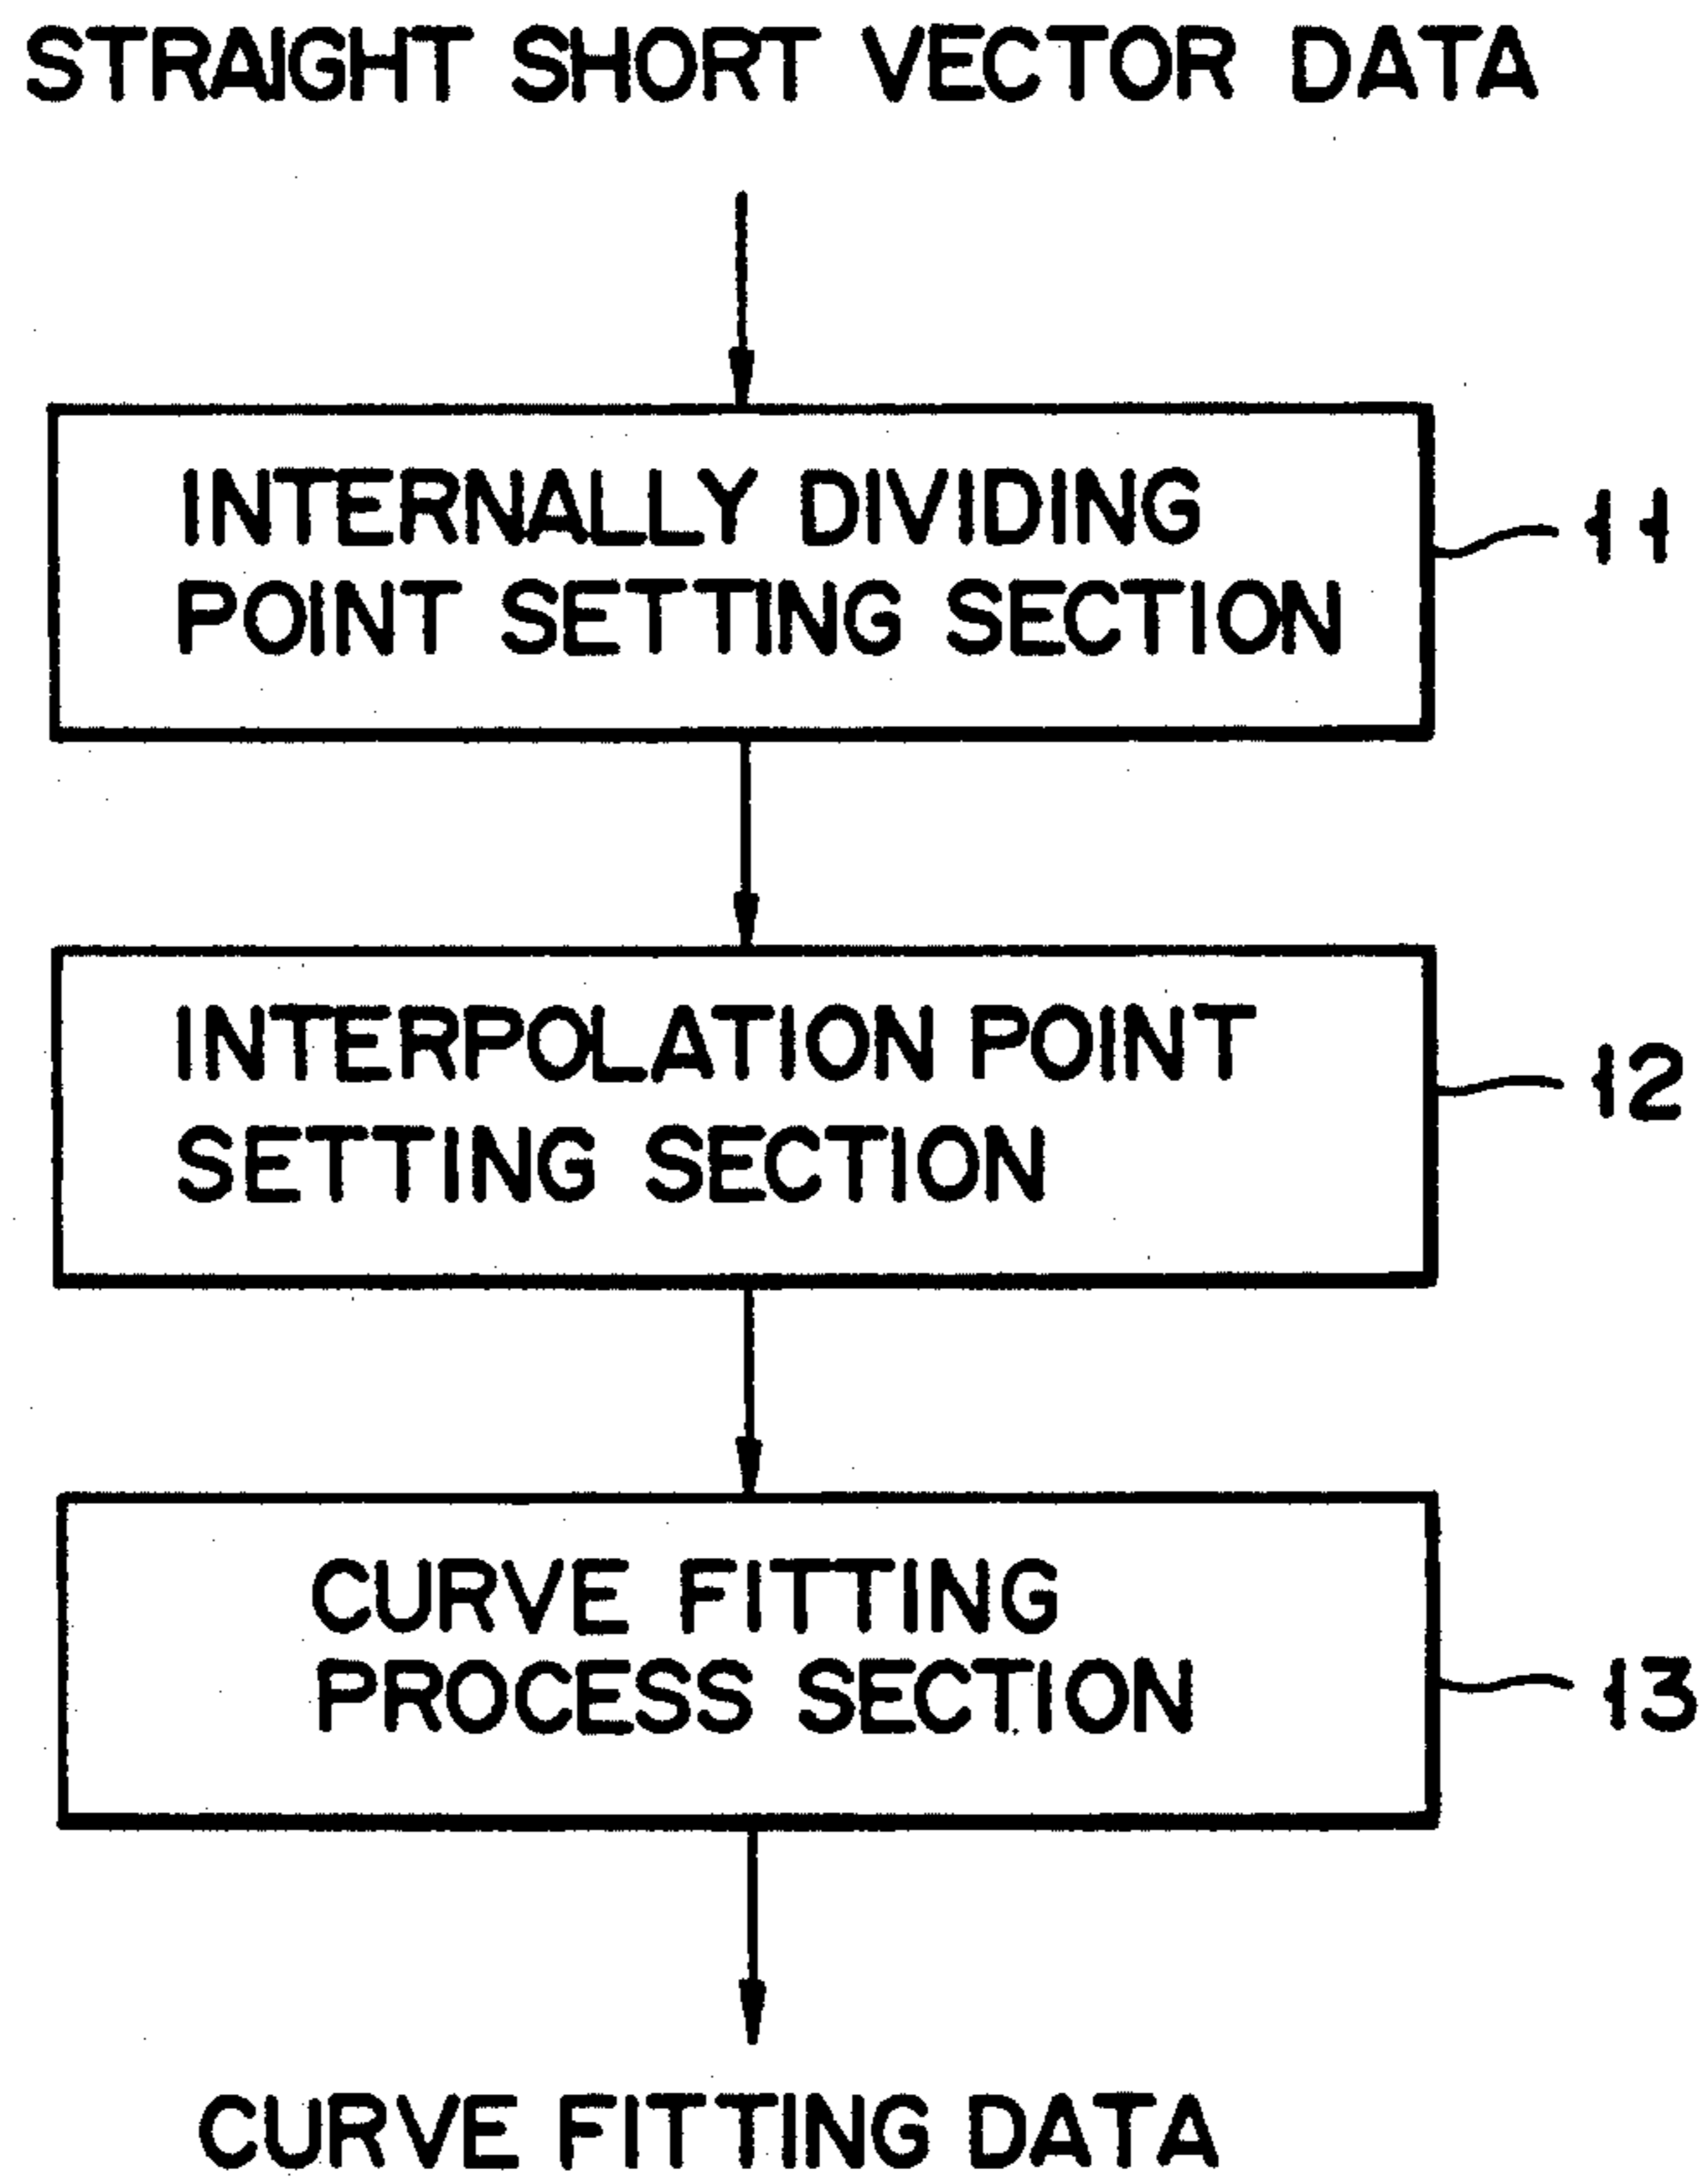 STRAIGHT SHORT VECTOR DATA
INTERNALLY DIVIDING
POINT SETTING SECTION
11
INTERPOLATION POINT
SETTING SECTION
12
CURVE FITTING
PROCESS SECTION
13
CURVE FITTING DATA